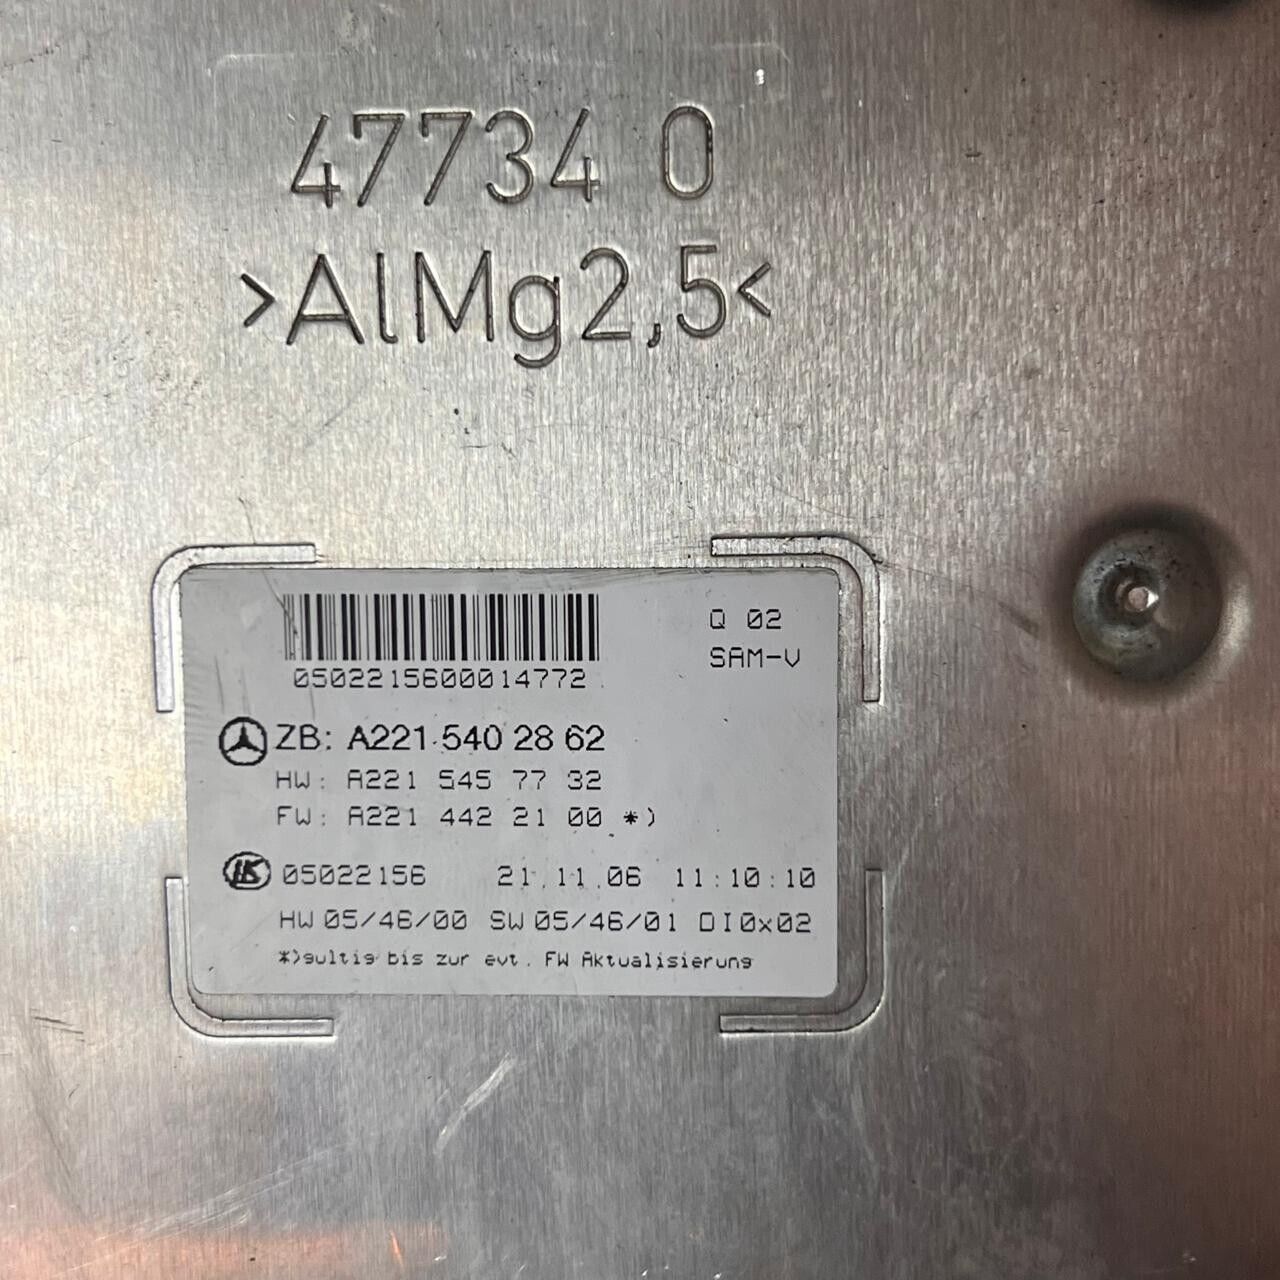 47734 0
>AlMg2,5<
Q 02
SAM-V
0502215600014772
ZB: A221 540 28 62
HW: A221 545 77 32
FW: A221 442 21 00 *)
05022156 21.11.06 11:10:10
HW 05/46/00 SW 05/46/01 DI0x02
*)gultig bis zur evt. FW Aktualisierung